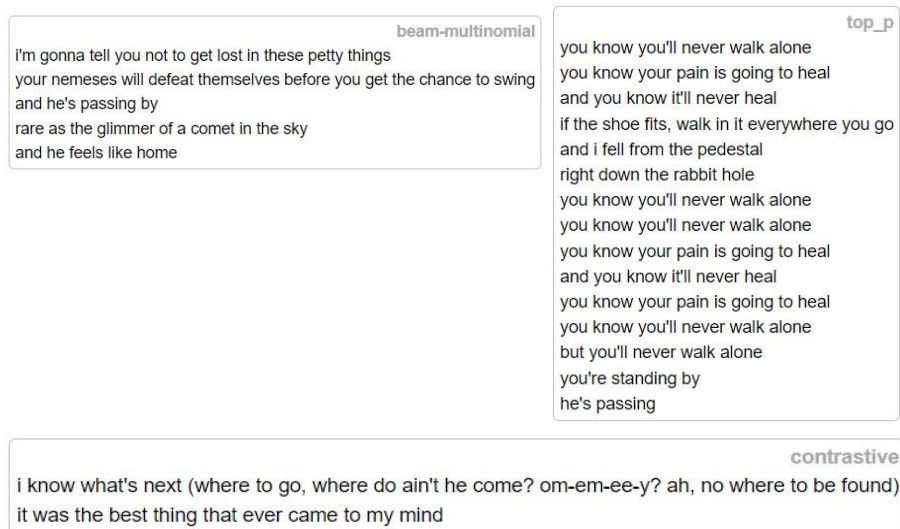 beam-multinomial
i'm gonna tell you not to get lost in these petty things
your nemeses will defeat themselves before you get the chance to swing
and he's passing by
rare as the glimmer of a comet in the sky
and he feels like home
top_p
you know you'll never walk alone
you know your pain is going to heal
and you know it'll never heal
if the shoe fits, walk in it everywhere you go
and i fell from the pedestal
right down the rabbit hole
you know you'll never walk alone
you know you'll never walk alone
you know your pain is going to heal
and you know it'll never heal
you know your pain is going to heal
you know you'll never walk alone
but you'll never walk alone
you're standing by
he's passing
contrastive
i know what's next (where to go, where do ain't he come? om-em-ee-y? ah, no where to be found)
it was the best thing that ever came to my mind